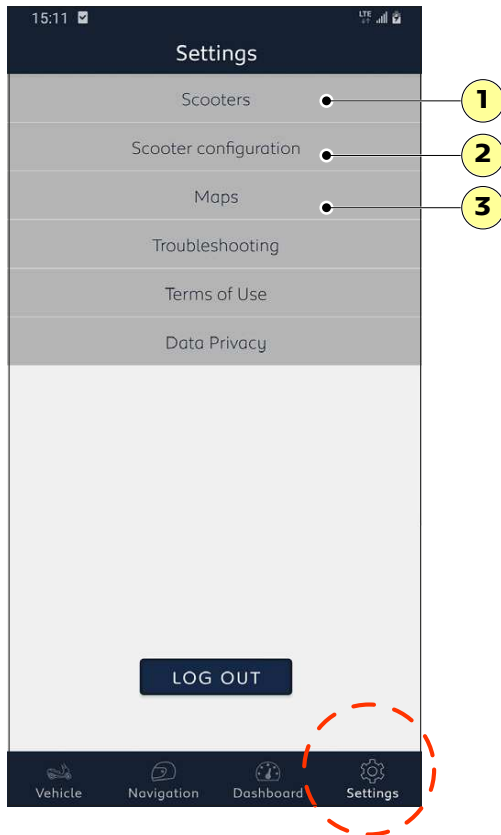 15:11 LTE
Settings
Scooters 1
Scooter configuration 2
Maps 3
Troubleshooting
Terms of Use
Data Privacy
LOG OUT
Vehicle Navigation Dashboard Settings